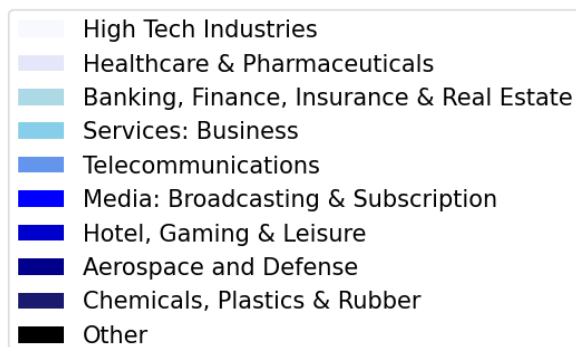 High Tech Industries
Healthcare & Pharmaceuticals
Banking, Finance, Insurance & Real Estate
Services: Business
Telecommunications
Media: Broadcasting & Subscription
Hotel, Gaming & Leisure
Aerospace and Defense
Chemicals, Plastics & Rubber
Other